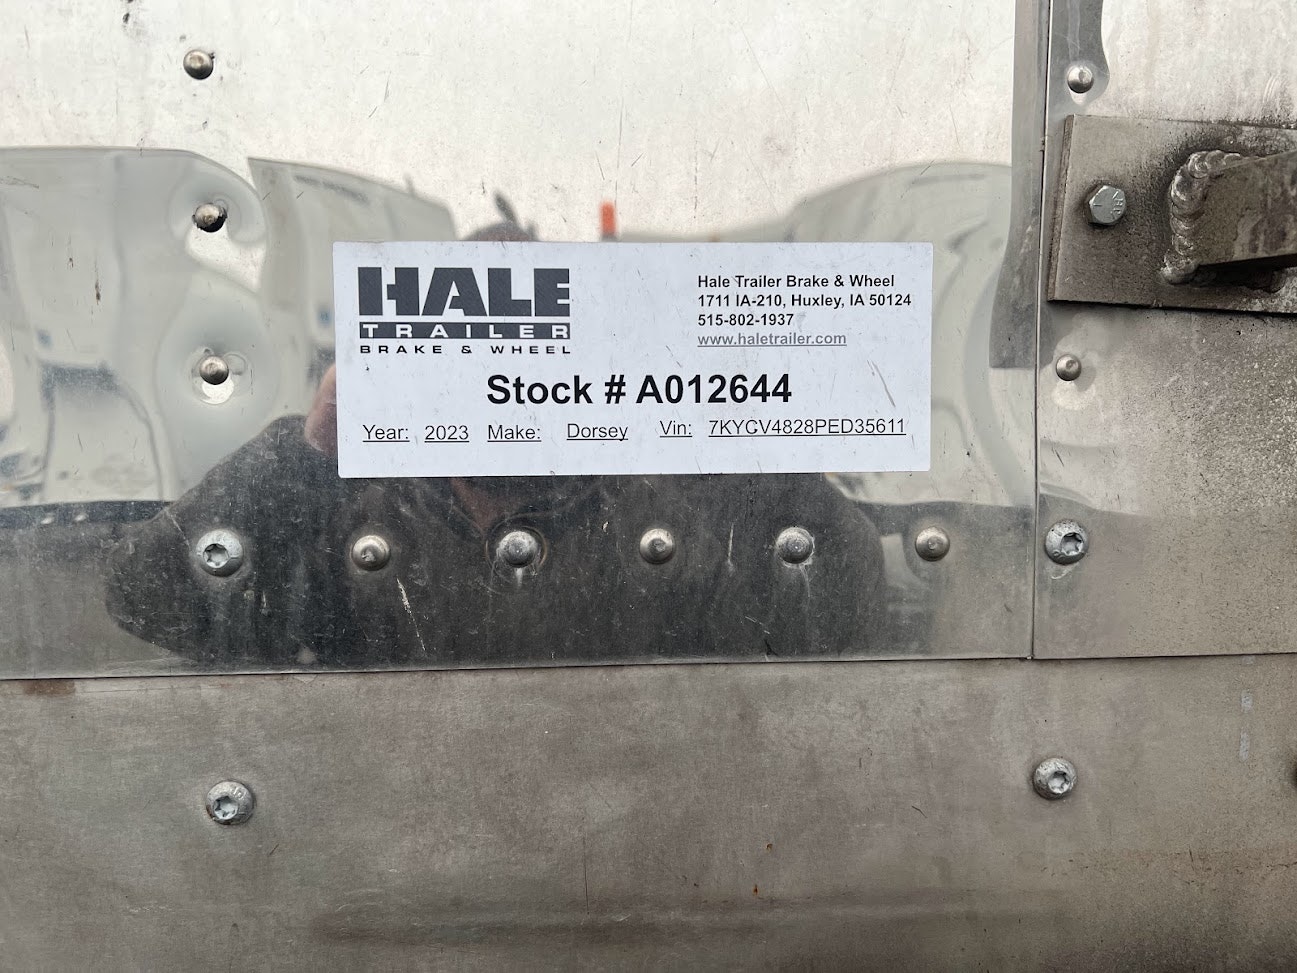 HALE
TRAILER
BRAKE & WHEEL
Hale Trailer Brake & Wheel
1711 IA-210, Huxley, IA 50124
515-802-1937
www.haletrailer.com
Stock # A012644
Year: 2023 Make: Dorsey Vin: 7KYCV4828PED35611